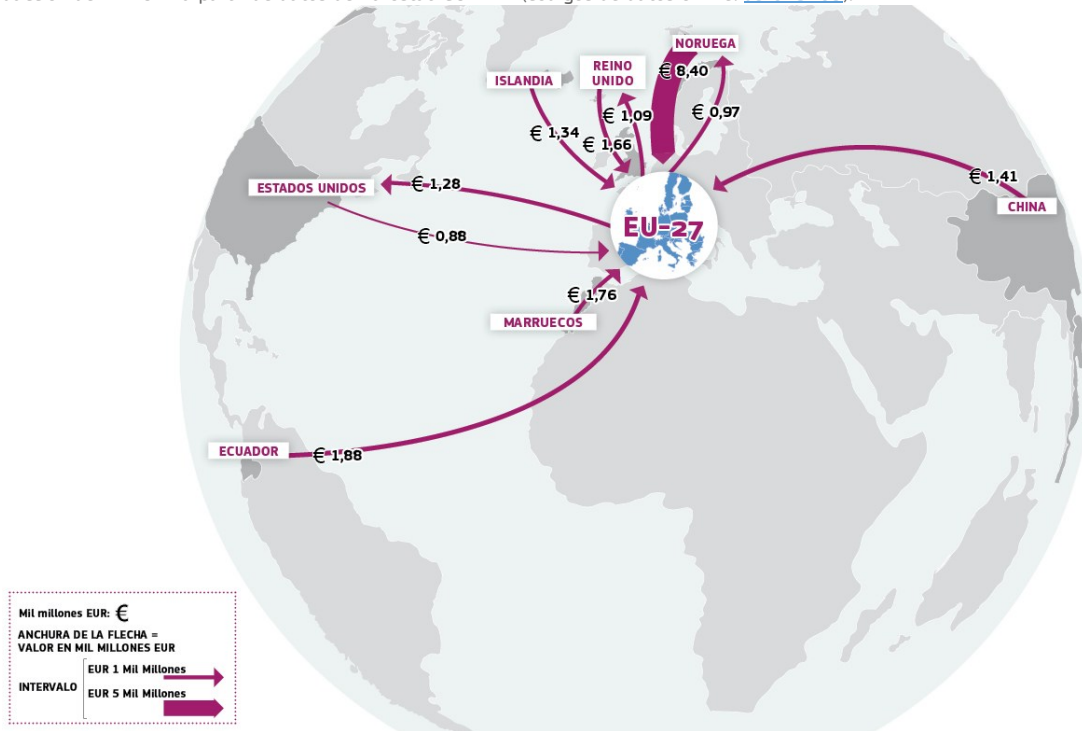 NORUEGA
€ 8,40
REINO
UNIDO
ISLANDIA
€ 1,09
€ 0,97
€ 1,34
€ 1,66
€ 1,41
ESTADOS UNIDOS
€ 1,28
CHINA
EU-27
€ 0,88
€ 1,76
MARRUECOS
ECUADOR
€ 1,88
Mil millones EUR: €
ANCHURA DE LA FLECHA =
VALOR EN MIL MILLONES EUR
EUR 1 Mil Millones
INTERVALO
EUR 5 Mil Millones